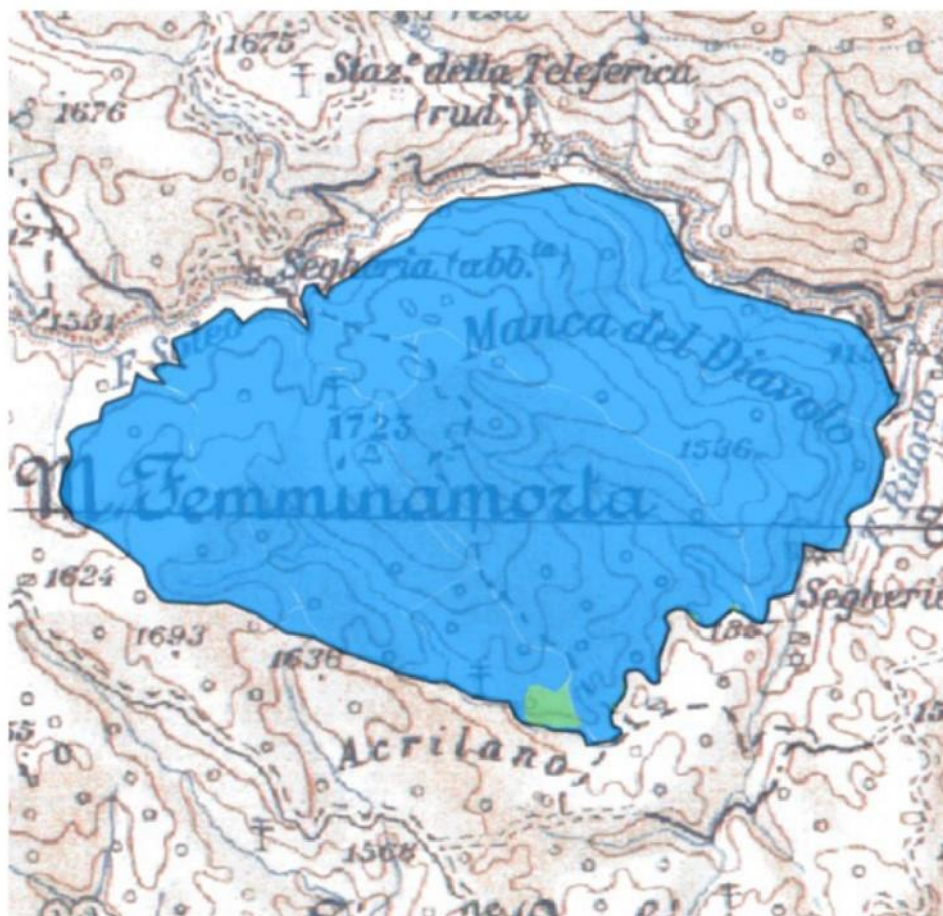 1675
Staz.ᵉ della Teleferica
(rud.ⁱ)
1676
Segheria (abb.ᵗᵃ)
1531
Manca del Diavolo
1723
1536
M. Femminamorta
F. Ritorto
1624
Segheria
1693
1636
Acrilano
1568